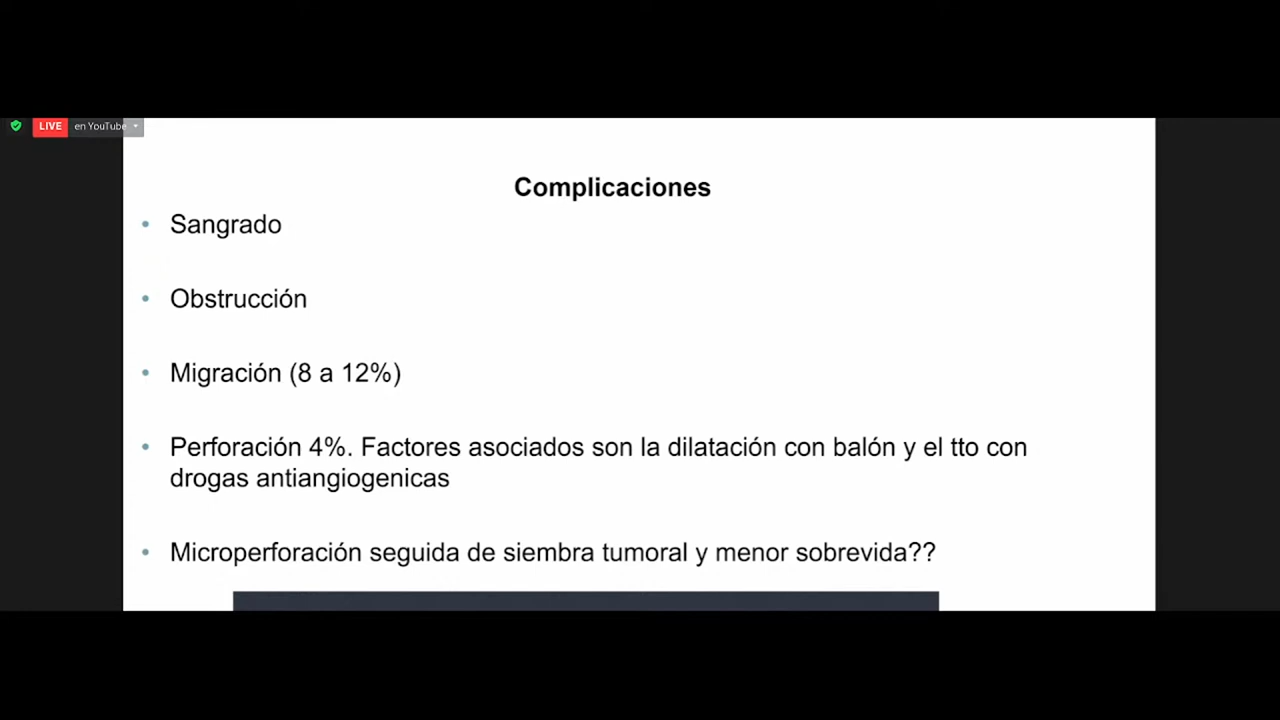 LIVE en YouTube
Complicaciones
• Sangrado
• Obstrucción
• Migración (8 a 12%)
• Perforación 4%. Factores asociados son la dilatación con balón y el tto con
drogas antiangiogenicas
• Microperforación seguida de siembra tumoral y menor sobrevida??